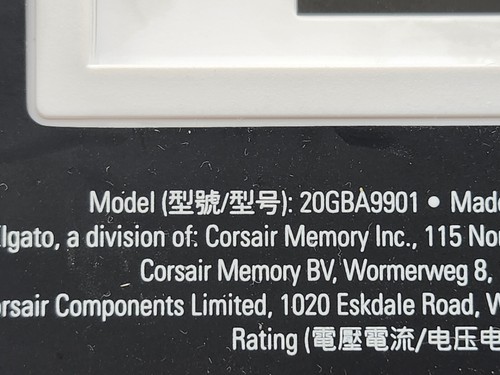 Model (型號/型号): 20GBA9901 • Made
lgato, a division of: Corsair Memory Inc., 115 Nor
Corsair Memory BV, Wormerweg 8,
orsair Components Limited, 1020 Eskdale Road, W
Rating (電壓電流/电压电